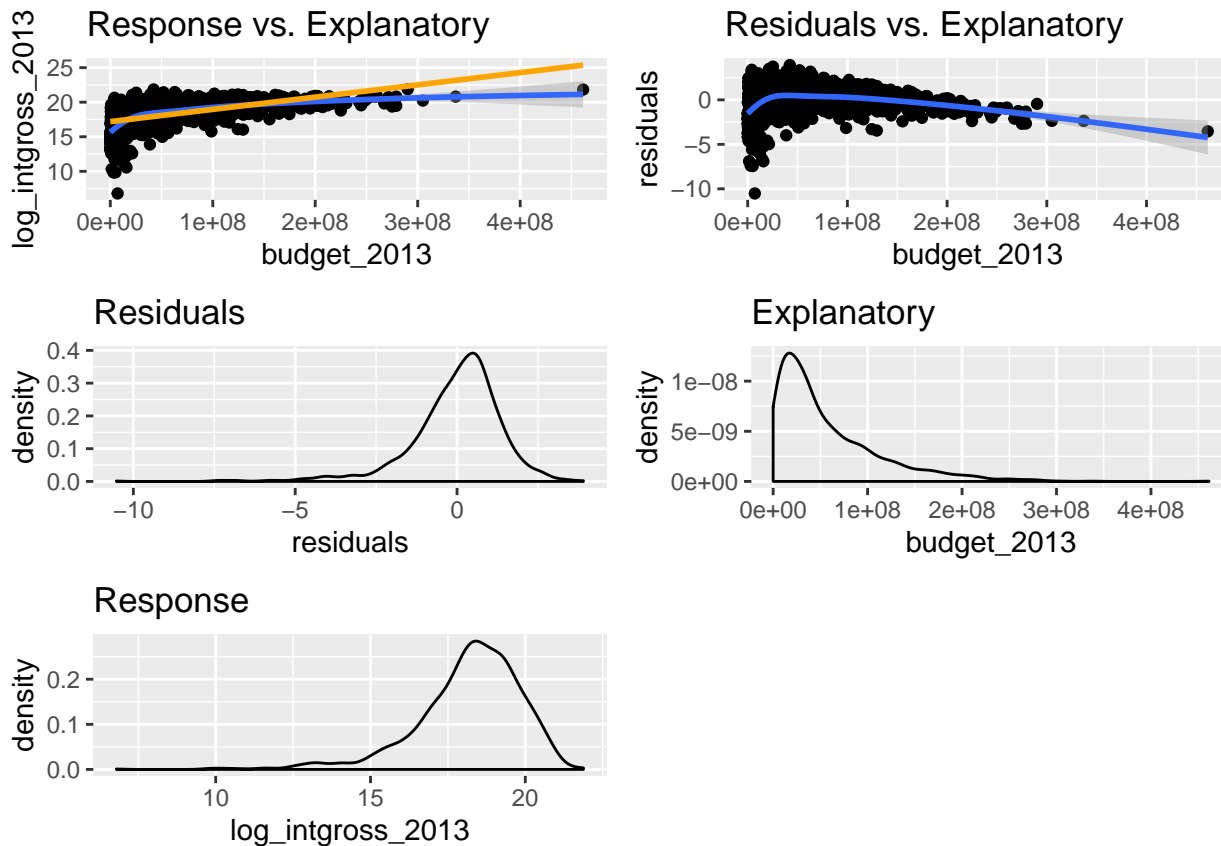 Response vs. Explanatory
log_intgross_2013
25
20
15
10
0e+00 1e+08 2e+08 3e+08 4e+08
budget_2013
Residuals vs. Explanatory
residuals
0
−5
−10
0e+00 1e+08 2e+08 3e+08 4e+08
budget_2013
Residuals
density
0.4
0.3
0.2
0.1
0.0
−10 −5 0
residuals
Explanatory
density
1e−08
5e−09
0e+00
0e+00 1e+08 2e+08 3e+08 4e+08
budget_2013
Response
density
0.2
0.1
0.0
10 15 20
log_intgross_2013